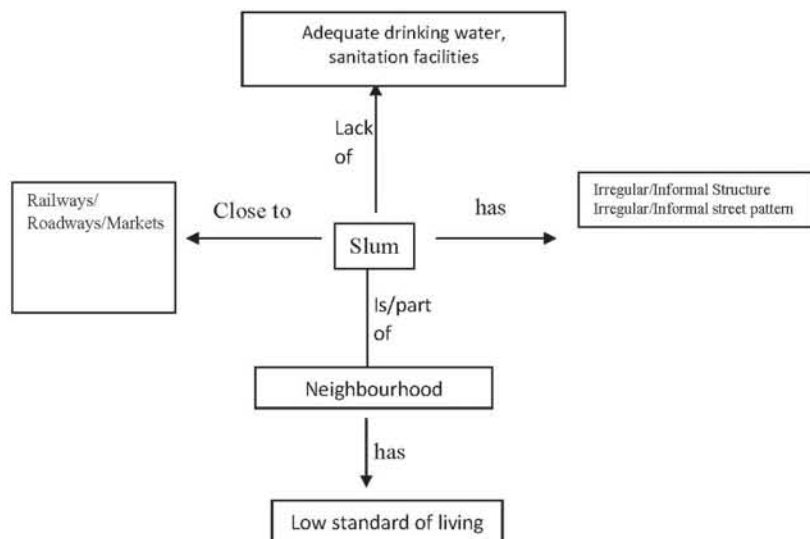 Adequate drinking water,
sanitation facilities
Lack
of
Railways/
Roadways/Markets
Close to
Slum
has
Irregular/Informal Structure
Irregular/Informal street pattern
Is/part
of
Neighbourhood
has
Low standard of living